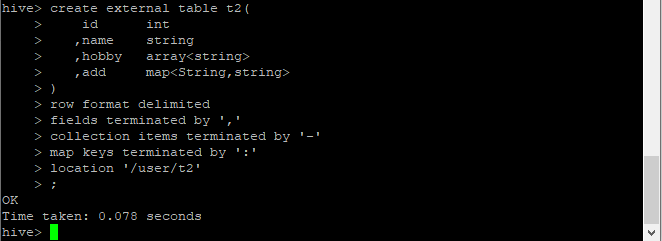 hive> create external table t2(
    >     id      int
    >    ,name    string
    >    ,hobby   array<string>
    >    ,add     map<String,string>
    > )
    > row format delimited
    > fields terminated by ','
    > collection items terminated by '-'
    > map keys terminated by ':'
    > location '/user/t2'
    > ;
OK
Time taken: 0.078 seconds
hive>